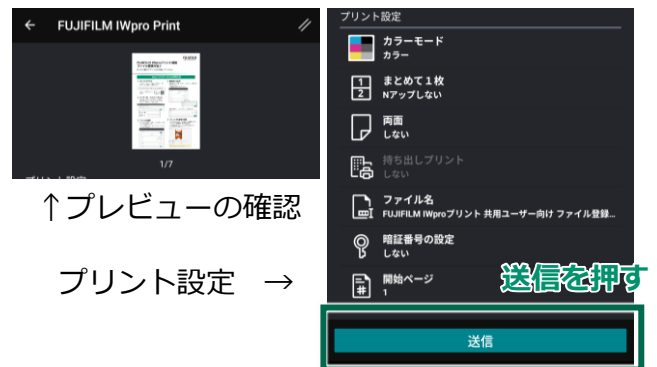 FUJIFILM IWpro Print
1/7
↑プレビューの確認
プリント設定 →
プリント設定
カラーモード
カラー
1
2
まとめて1枚
Nアップしない
両面
しない
持ち出しプリント
しない
ファイル名
FUJIFILM IWproプリント 共用ユーザー向け ファイル登録...
暗証番号の設定
しない
開始ページ
1
送信を押す
送信